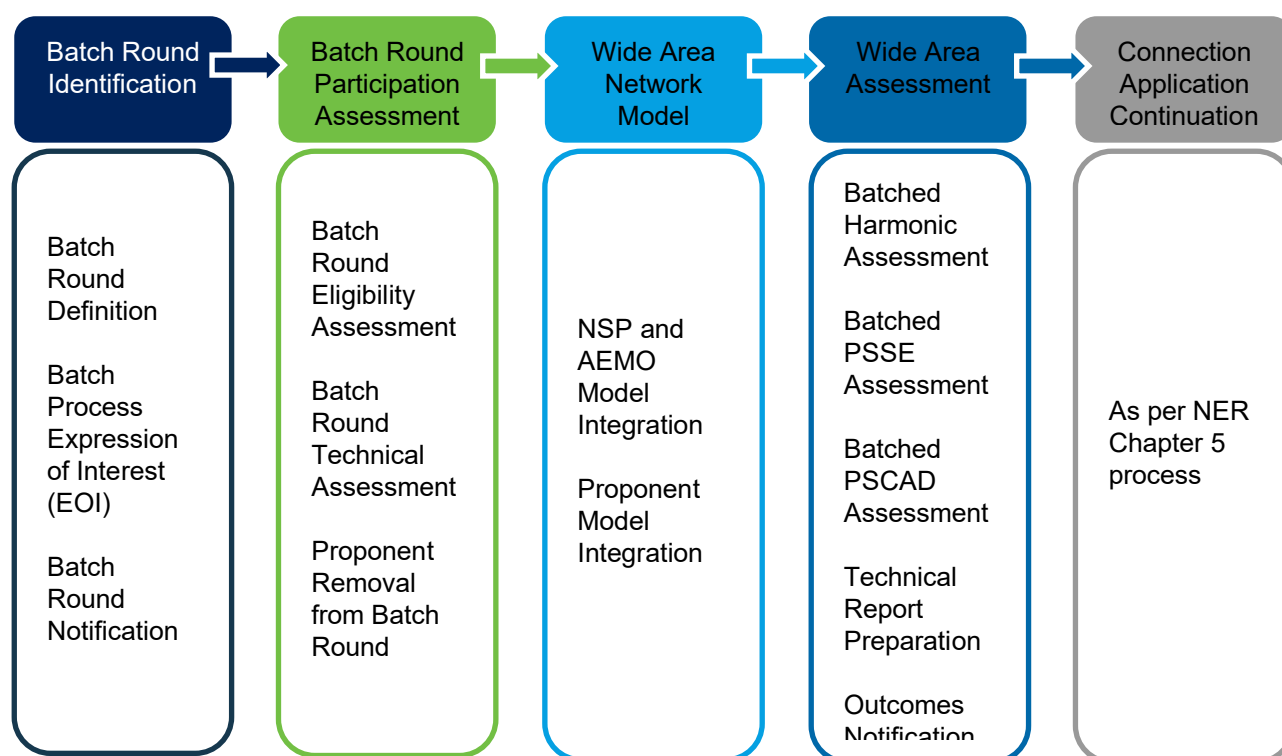 Batch Round
Identification
Batch Round
Participation
Assessment
Wide Area
Network
Model
Wide Area
Assessment
Connection
Application
Continuation
Batch
Round
Definition
Batch
Process
Expression
of Interest
(EOI)
Batch
Round
Notification
Batch
Round
Eligibility
Assessment
Batch
Round
Technical
Assessment
Proponent
Removal
from Batch
Round
NSP and
AEMO
Model
Integration
Proponent
Model
Integration
Batched
Harmonic
Assessment
Batched
PSSE
Assessment
Batched
PSCAD
Assessment
Technical
Report
Preparation
Outcomes
Notification
As per NER
Chapter 5
process